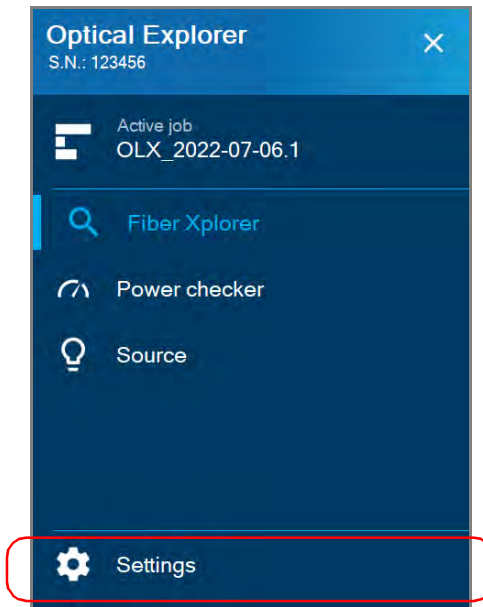 Optical Explorer
S.N.: 123456
Active job
OLX_2022-07-06.1
Fiber Xplorer
Power checker
Source
Settings